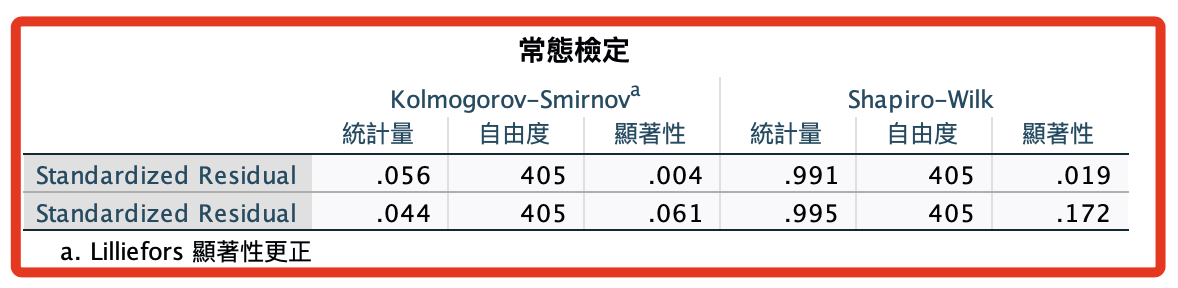 常態檢定
Kolmogorov-Smirnovᵃ Shapiro-Wilk
統計量 自由度 顯著性 統計量 自由度 顯著性
Standardized Residual .056 405 .004 .991 405 .019
Standardized Residual .044 405 .061 .995 405 .172
a. Lilliefors 顯著性更正